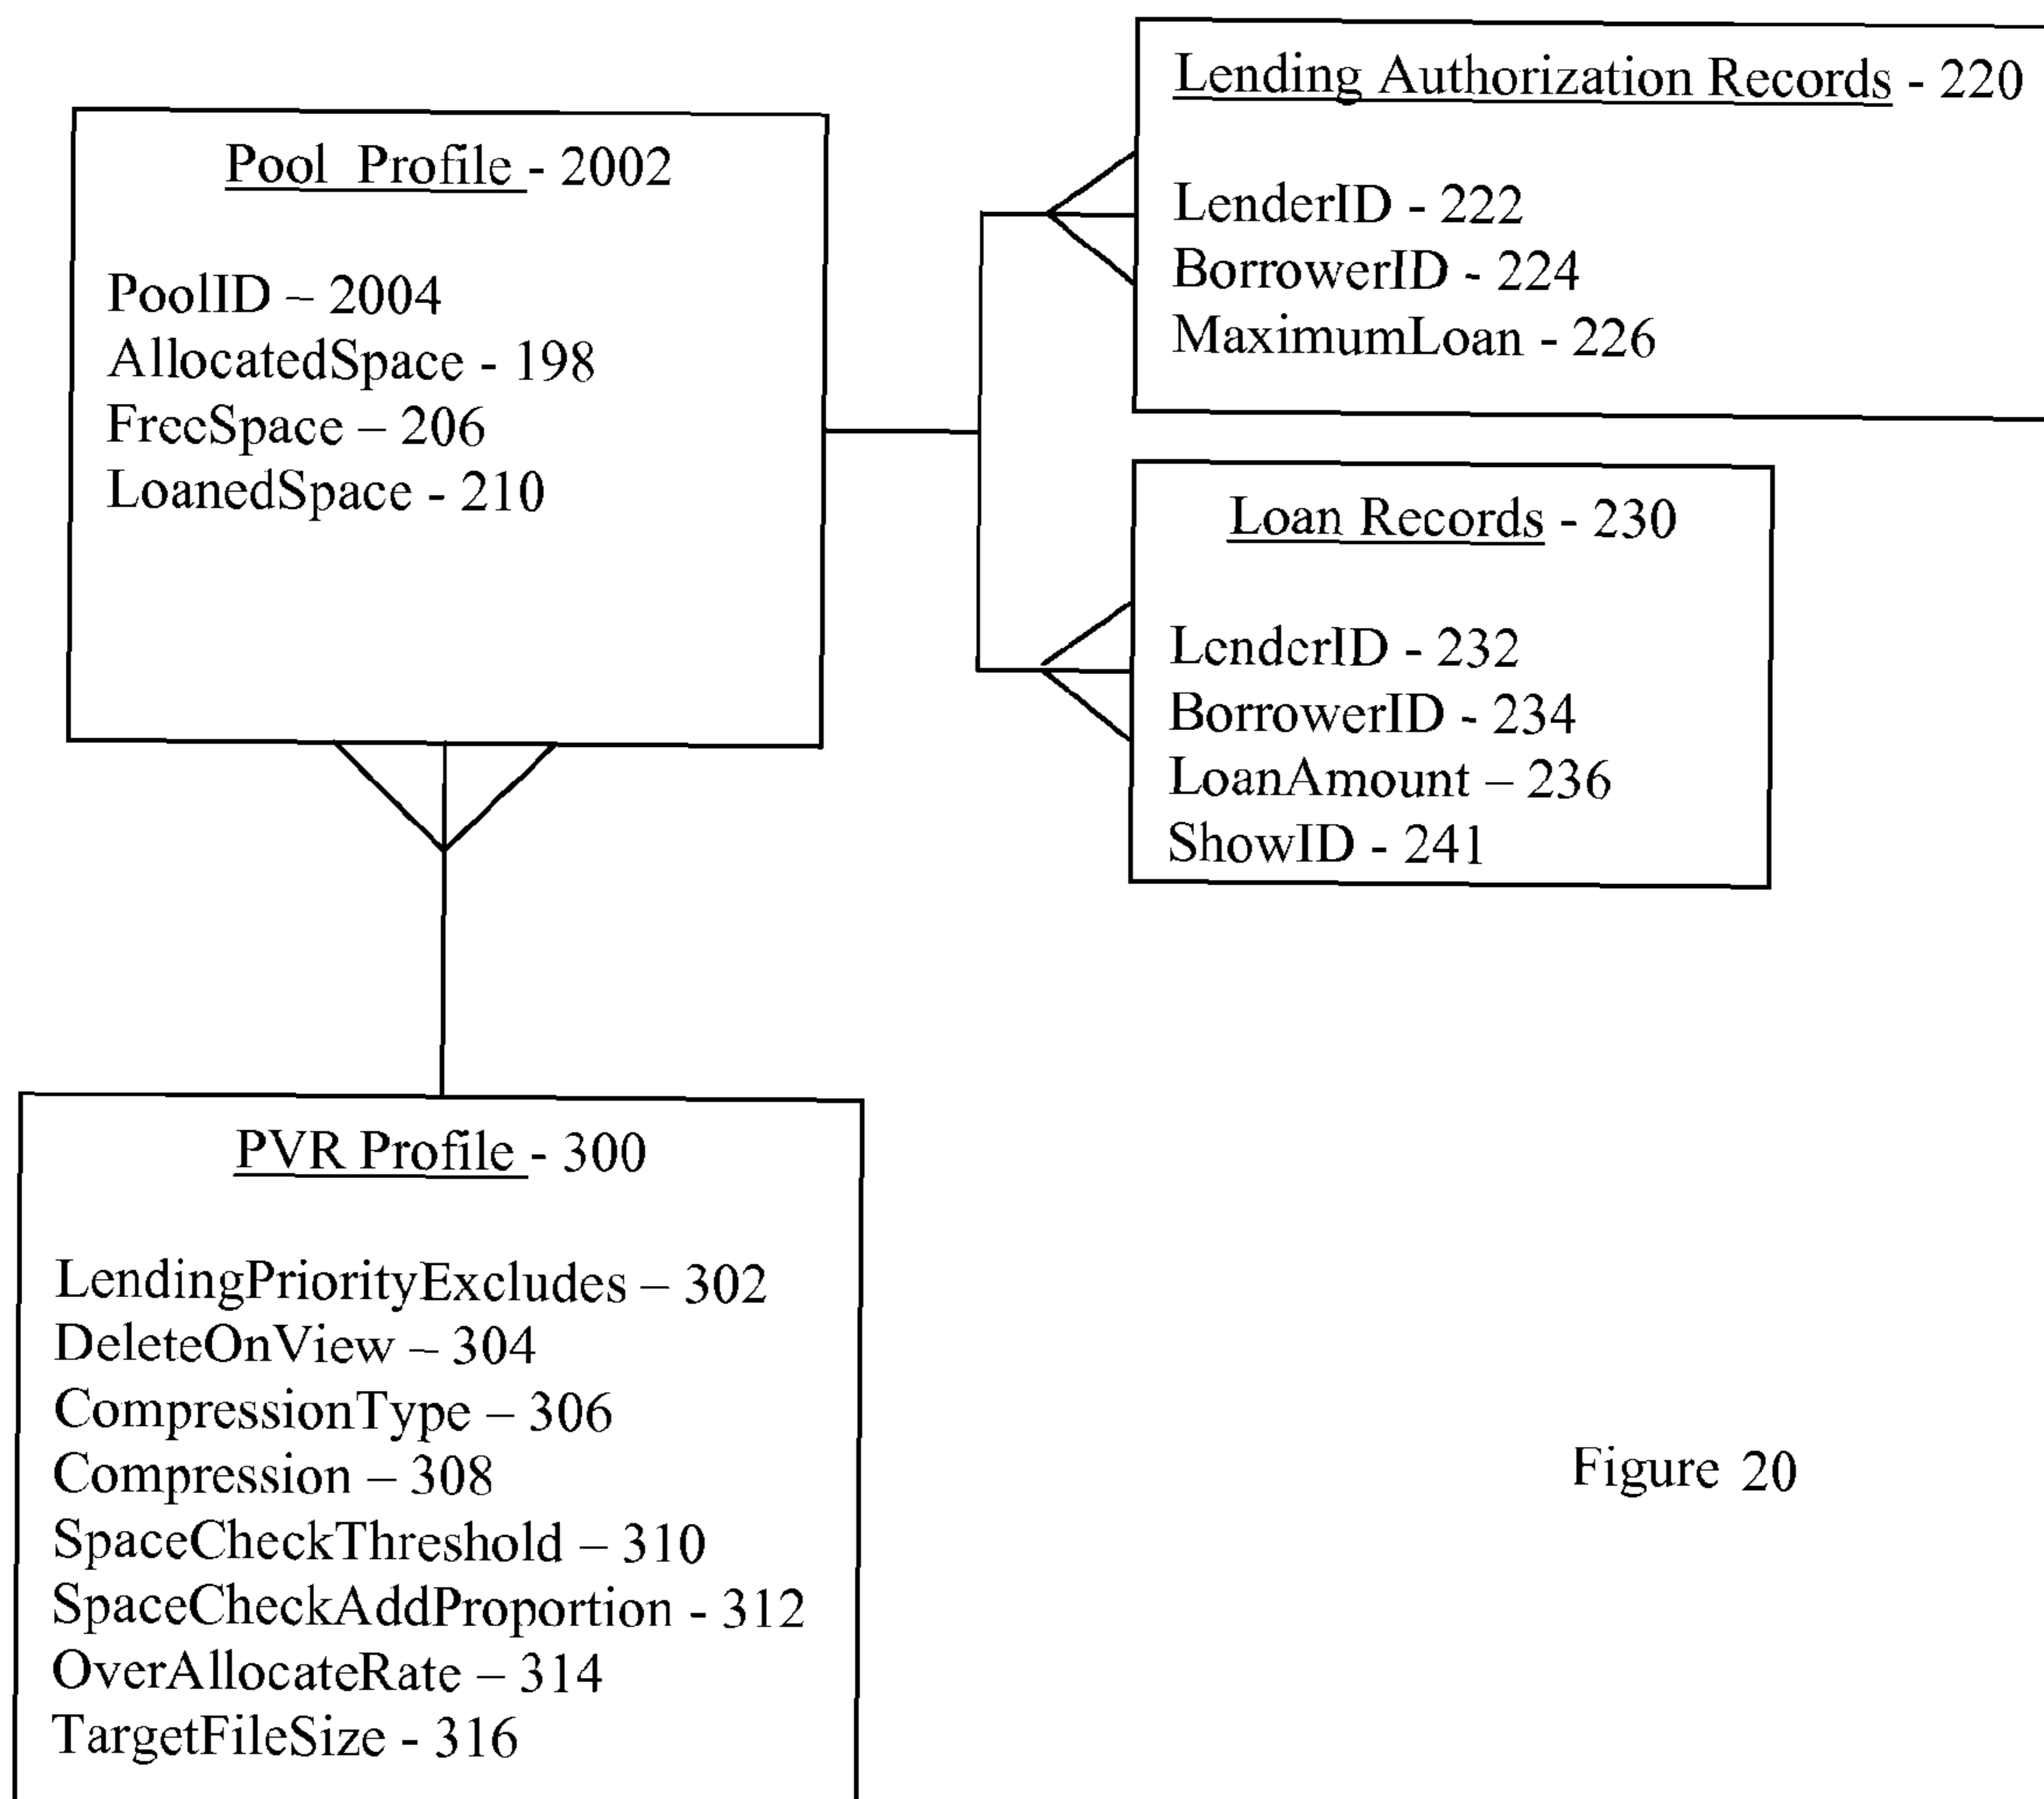 Lending Authorization Records - 220
LenderID - 222
BorrowerID - 224
MaximumLoan - 226
Pool Profile - 2002
PoolID – 2004
AllocatedSpace - 198
FreeSpace – 206
LoanedSpace - 210
Loan Records - 230
LenderID - 232
BorrowerID - 234
LoanAmount – 236
ShowID - 241
PVR Profile - 300
LendingPriorityExcludes – 302
DeleteOnView – 304
CompressionType – 306
Compression – 308
SpaceCheckThreshold – 310
SpaceCheckAddProportion - 312
OverAllocateRate – 314
TargetFileSize - 316
Figure 20